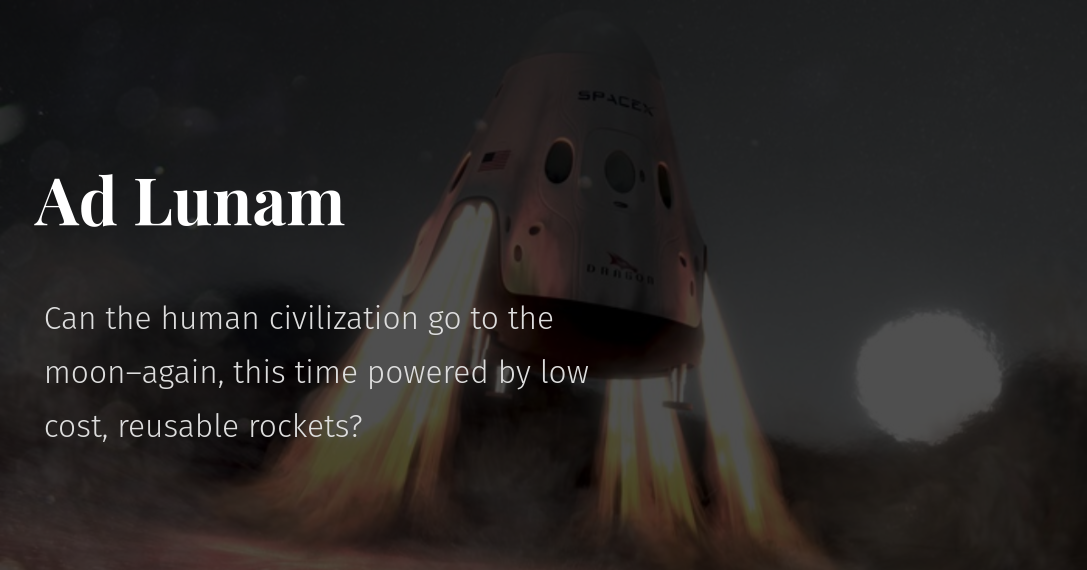 SPACEX
Ad Lunam
DRAGON
Can the human civilization go to the
moon–again, this time powered by low
cost, reusable rockets?